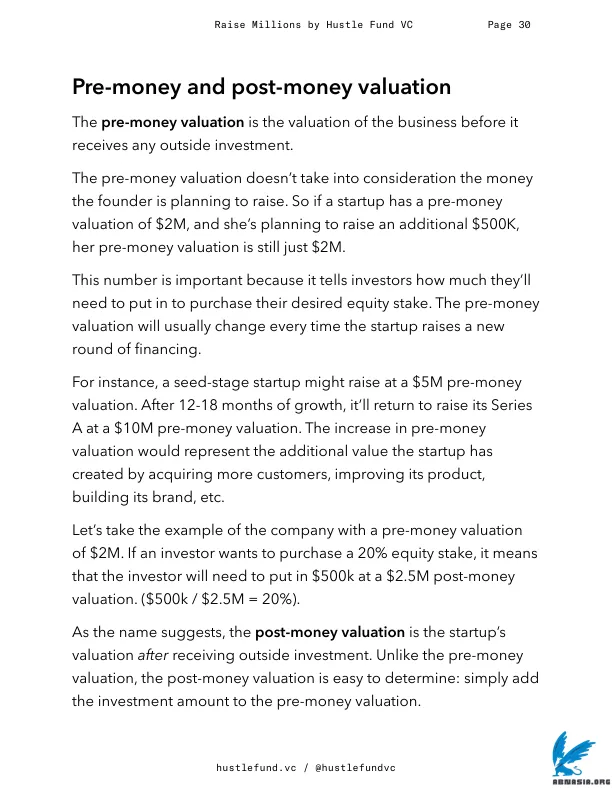 Raise Millions by Hustle Fund VC Page 30
Pre-money and post-money valuation
The pre-money valuation is the valuation of the business before it
receives any outside investment.
The pre-money valuation doesn’t take into consideration the money
the founder is planning to raise. So if a startup has a pre-money
valuation of $2M, and she’s planning to raise an additional $500K,
her pre-money valuation is still just $2M.
This number is important because it tells investors how much they’ll
need to put in to purchase their desired equity stake. The pre-money
valuation will usually change every time the startup raises a new
round of financing.
For instance, a seed-stage startup might raise at a $5M pre-money
valuation. After 12-18 months of growth, it’ll return to raise its Series
A at a $10M pre-money valuation. The increase in pre-money
valuation would represent the additional value the startup has
created by acquiring more customers, improving its product,
building its brand, etc.
Let’s take the example of the company with a pre-money valuation
of $2M. If an investor wants to purchase a 20% equity stake, it means
that the investor will need to put in $500k at a $2.5M post-money
valuation. ($500k / $2.5M = 20%).
As the name suggests, the post-money valuation is the startup’s
valuation after receiving outside investment. Unlike the pre-money
valuation, the post-money valuation is easy to determine: simply add
the investment amount to the pre-money valuation.
hustlefund.vc / @hustlefundvc
ABNASIA.ORG